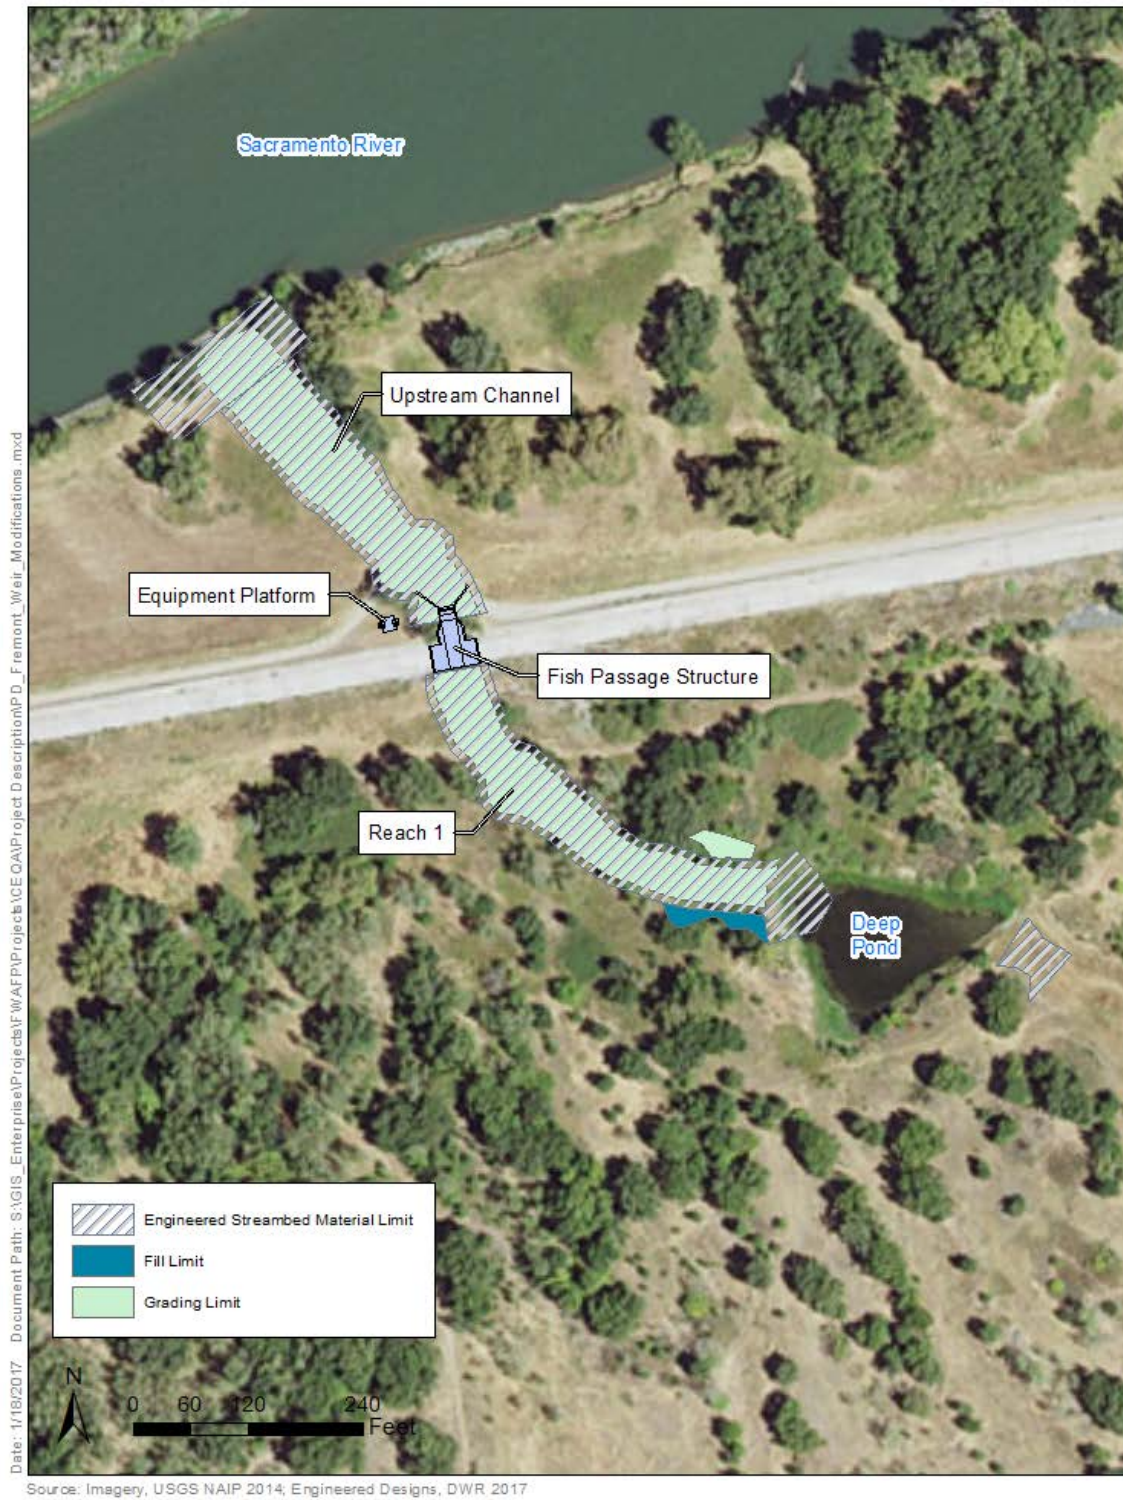 Sacramento River
Upstream Channel
Equipment Platform
Fish Passage Structure
Reach 1
Deep
Pond
Engineered Streambed Material Limit
Fill Limit
Grading Limit
N
0 60 120 240
Feet
Date: 1/18/2017 Document Path: S:\GIS_Enterprise\Projects\FWAFP\Projects\CEQA\Project Description\PD_Fremont_Weir_Modifications.mxd
Source: Imagery, USGS NAIP 2014; Engineered Designs, DWR 2017